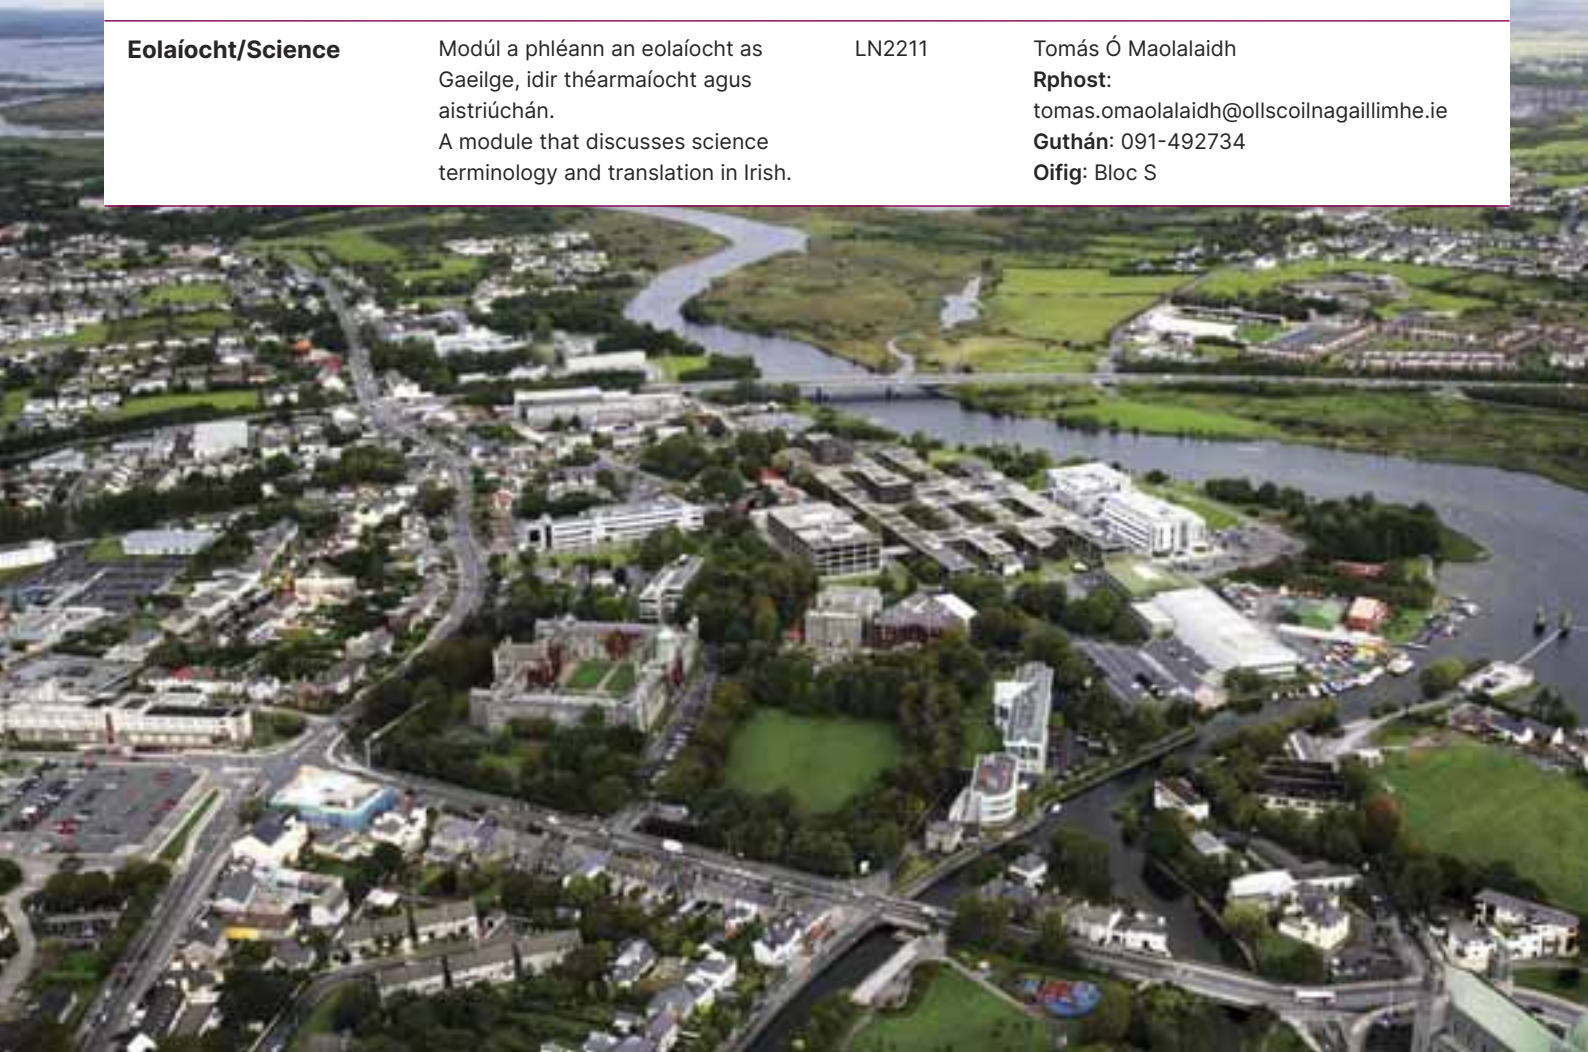 Eolaíocht/Science
Modúl a phléann an eolaíocht as
Gaeilge, idir théarmaíocht agus
aistriúchán.
A module that discusses science
terminology and translation in Irish.
LN2211
Tomás Ó Maolalaidh
Rphost:
tomas.omaolalaidh@ollscoilnagaillimhe.ie
Guthán: 091-492734
Oifig: Bloc S